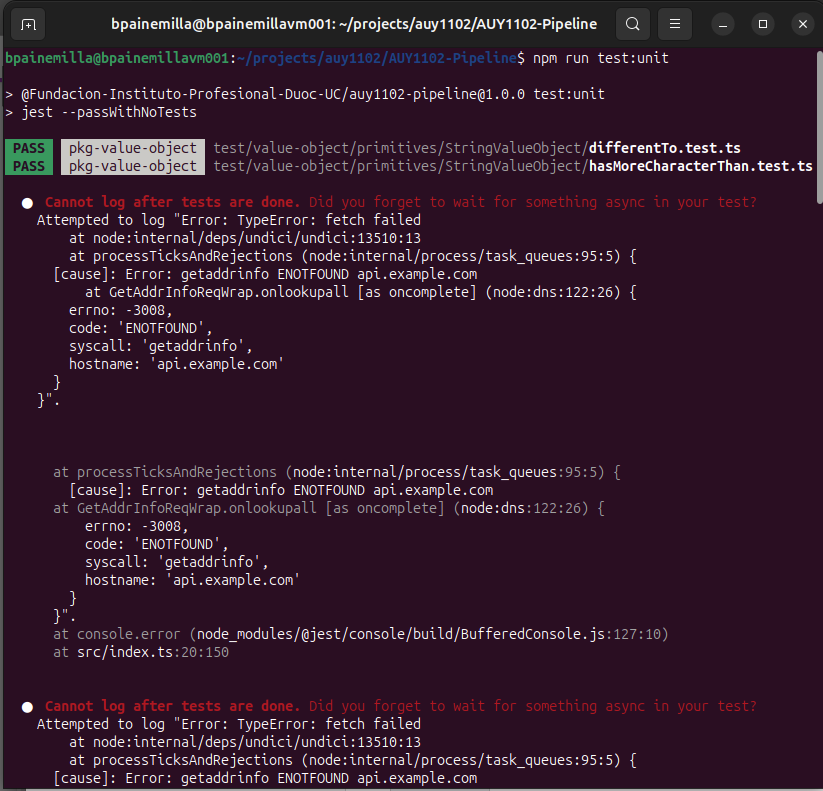 bpainemilla@bpainemillavm001: ~/projects/auy1102/AUY1102-Pipeline
bpainemilla@bpainemillavm001:~/projects/auy1102/AUY1102-Pipeline$ npm run test:unit
> @Fundacion-Instituto-Profesional-Duoc-UC/auy1102-pipeline@1.0.0 test:unit
> jest --passWithNoTests
PASS pkg-value-object test/value-object/primitives/StringValueObject/differentTo.test.ts
PASS pkg-value-object test/value-object/primitives/StringValueObject/hasMoreCharacterThan.test.ts
● Cannot log after tests are done. Did you forget to wait for something async in your test?
Attempted to log "Error: TypeError: fetch failed
at node:internal/deps/undici/undici:13510:13
at processTicksAndRejections (node:internal/process/task_queues:95:5) {
[cause]: Error: getaddrinfo ENOTFOUND api.example.com
at GetAddrInfoReqWrap.onlookupall [as oncomplete] (node:dns:122:26) {
errno: -3008,
code: 'ENOTFOUND',
syscall: 'getaddrinfo',
hostname: 'api.example.com'
}
}".
at processTicksAndRejections (node:internal/process/task_queues:95:5) {
[cause]: Error: getaddrinfo ENOTFOUND api.example.com
at GetAddrInfoReqWrap.onlookupall [as oncomplete] (node:dns:122:26) {
errno: -3008,
code: 'ENOTFOUND',
syscall: 'getaddrinfo',
hostname: 'api.example.com'
}
}".
at console.error (node_modules/@jest/console/build/BufferedConsole.js:127:10)
at src/index.ts:20:150
● Cannot log after tests are done. Did you forget to wait for something async in your test?
Attempted to log "Error: TypeError: fetch failed
at node:internal/deps/undici/undici:13510:13
at processTicksAndRejections (node:internal/process/task_queues:95:5) {
[cause]: Error: getaddrinfo ENOTFOUND api.example.com